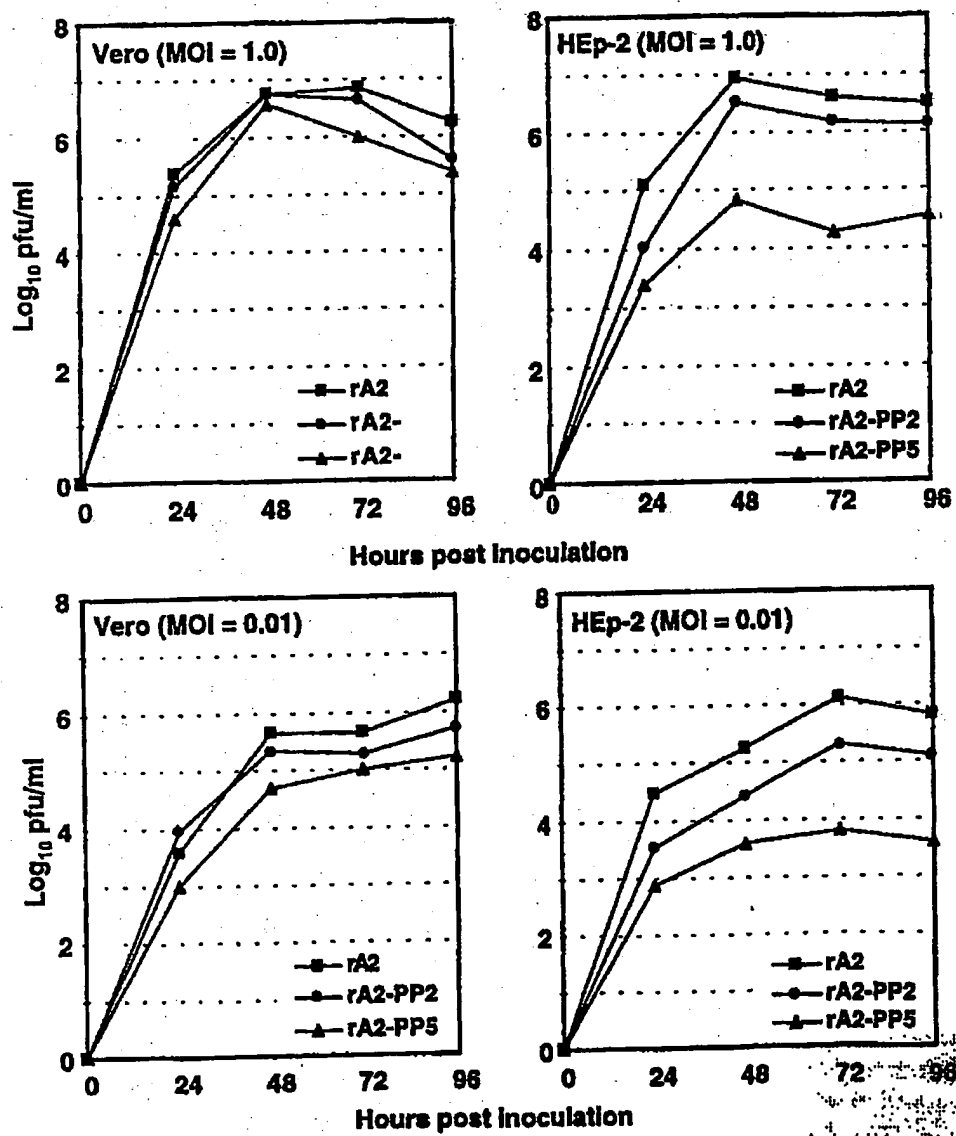 Vero (MOI = 1.0)
8
6
4
2
0
Log10 pfu/ml
rA2
rA2-
rA2-
0 24 48 72 96
HEp-2 (MOI = 1.0)
8
6
4
2
0
rA2
rA2-PP2
rA2-PP5
0 24 48 72 96
Hours post inoculation
Vero (MOI = 0.01)
8
6
4
2
0
Log10 pfu/ml
rA2
rA2-PP2
rA2-PP5
0 24 48 72 96
HEp-2 (MOI = 0.01)
8
6
4
2
0
rA2
rA2-PP2
rA2-PP5
0 24 48 72 96
Hours post inoculation